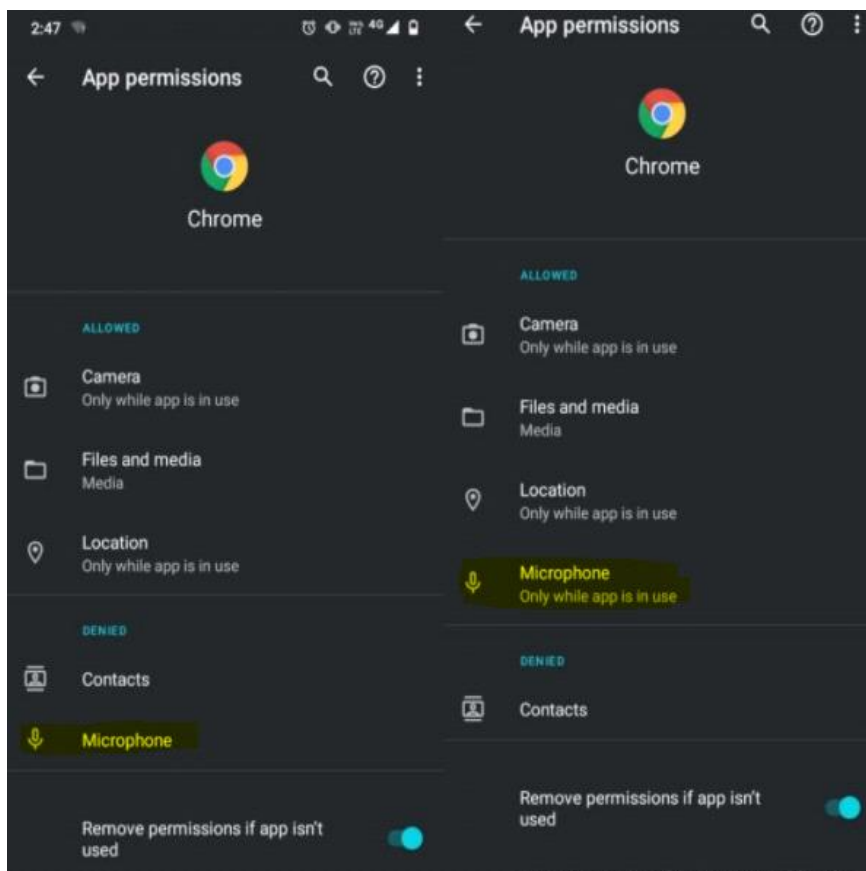 2:47
4G
App permissions
Chrome
ALLOWED
Camera
Only while app is in use
Files and media
Media
Location
Only while app is in use
DENIED
Contacts
Microphone
Remove permissions if app isn't
used
App permissions
Chrome
ALLOWED
Camera
Only while app is in use
Files and media
Media
Location
Only while app is in use
Microphone
Only while app is in use
DENIED
Contacts
Remove permissions if app isn't
used